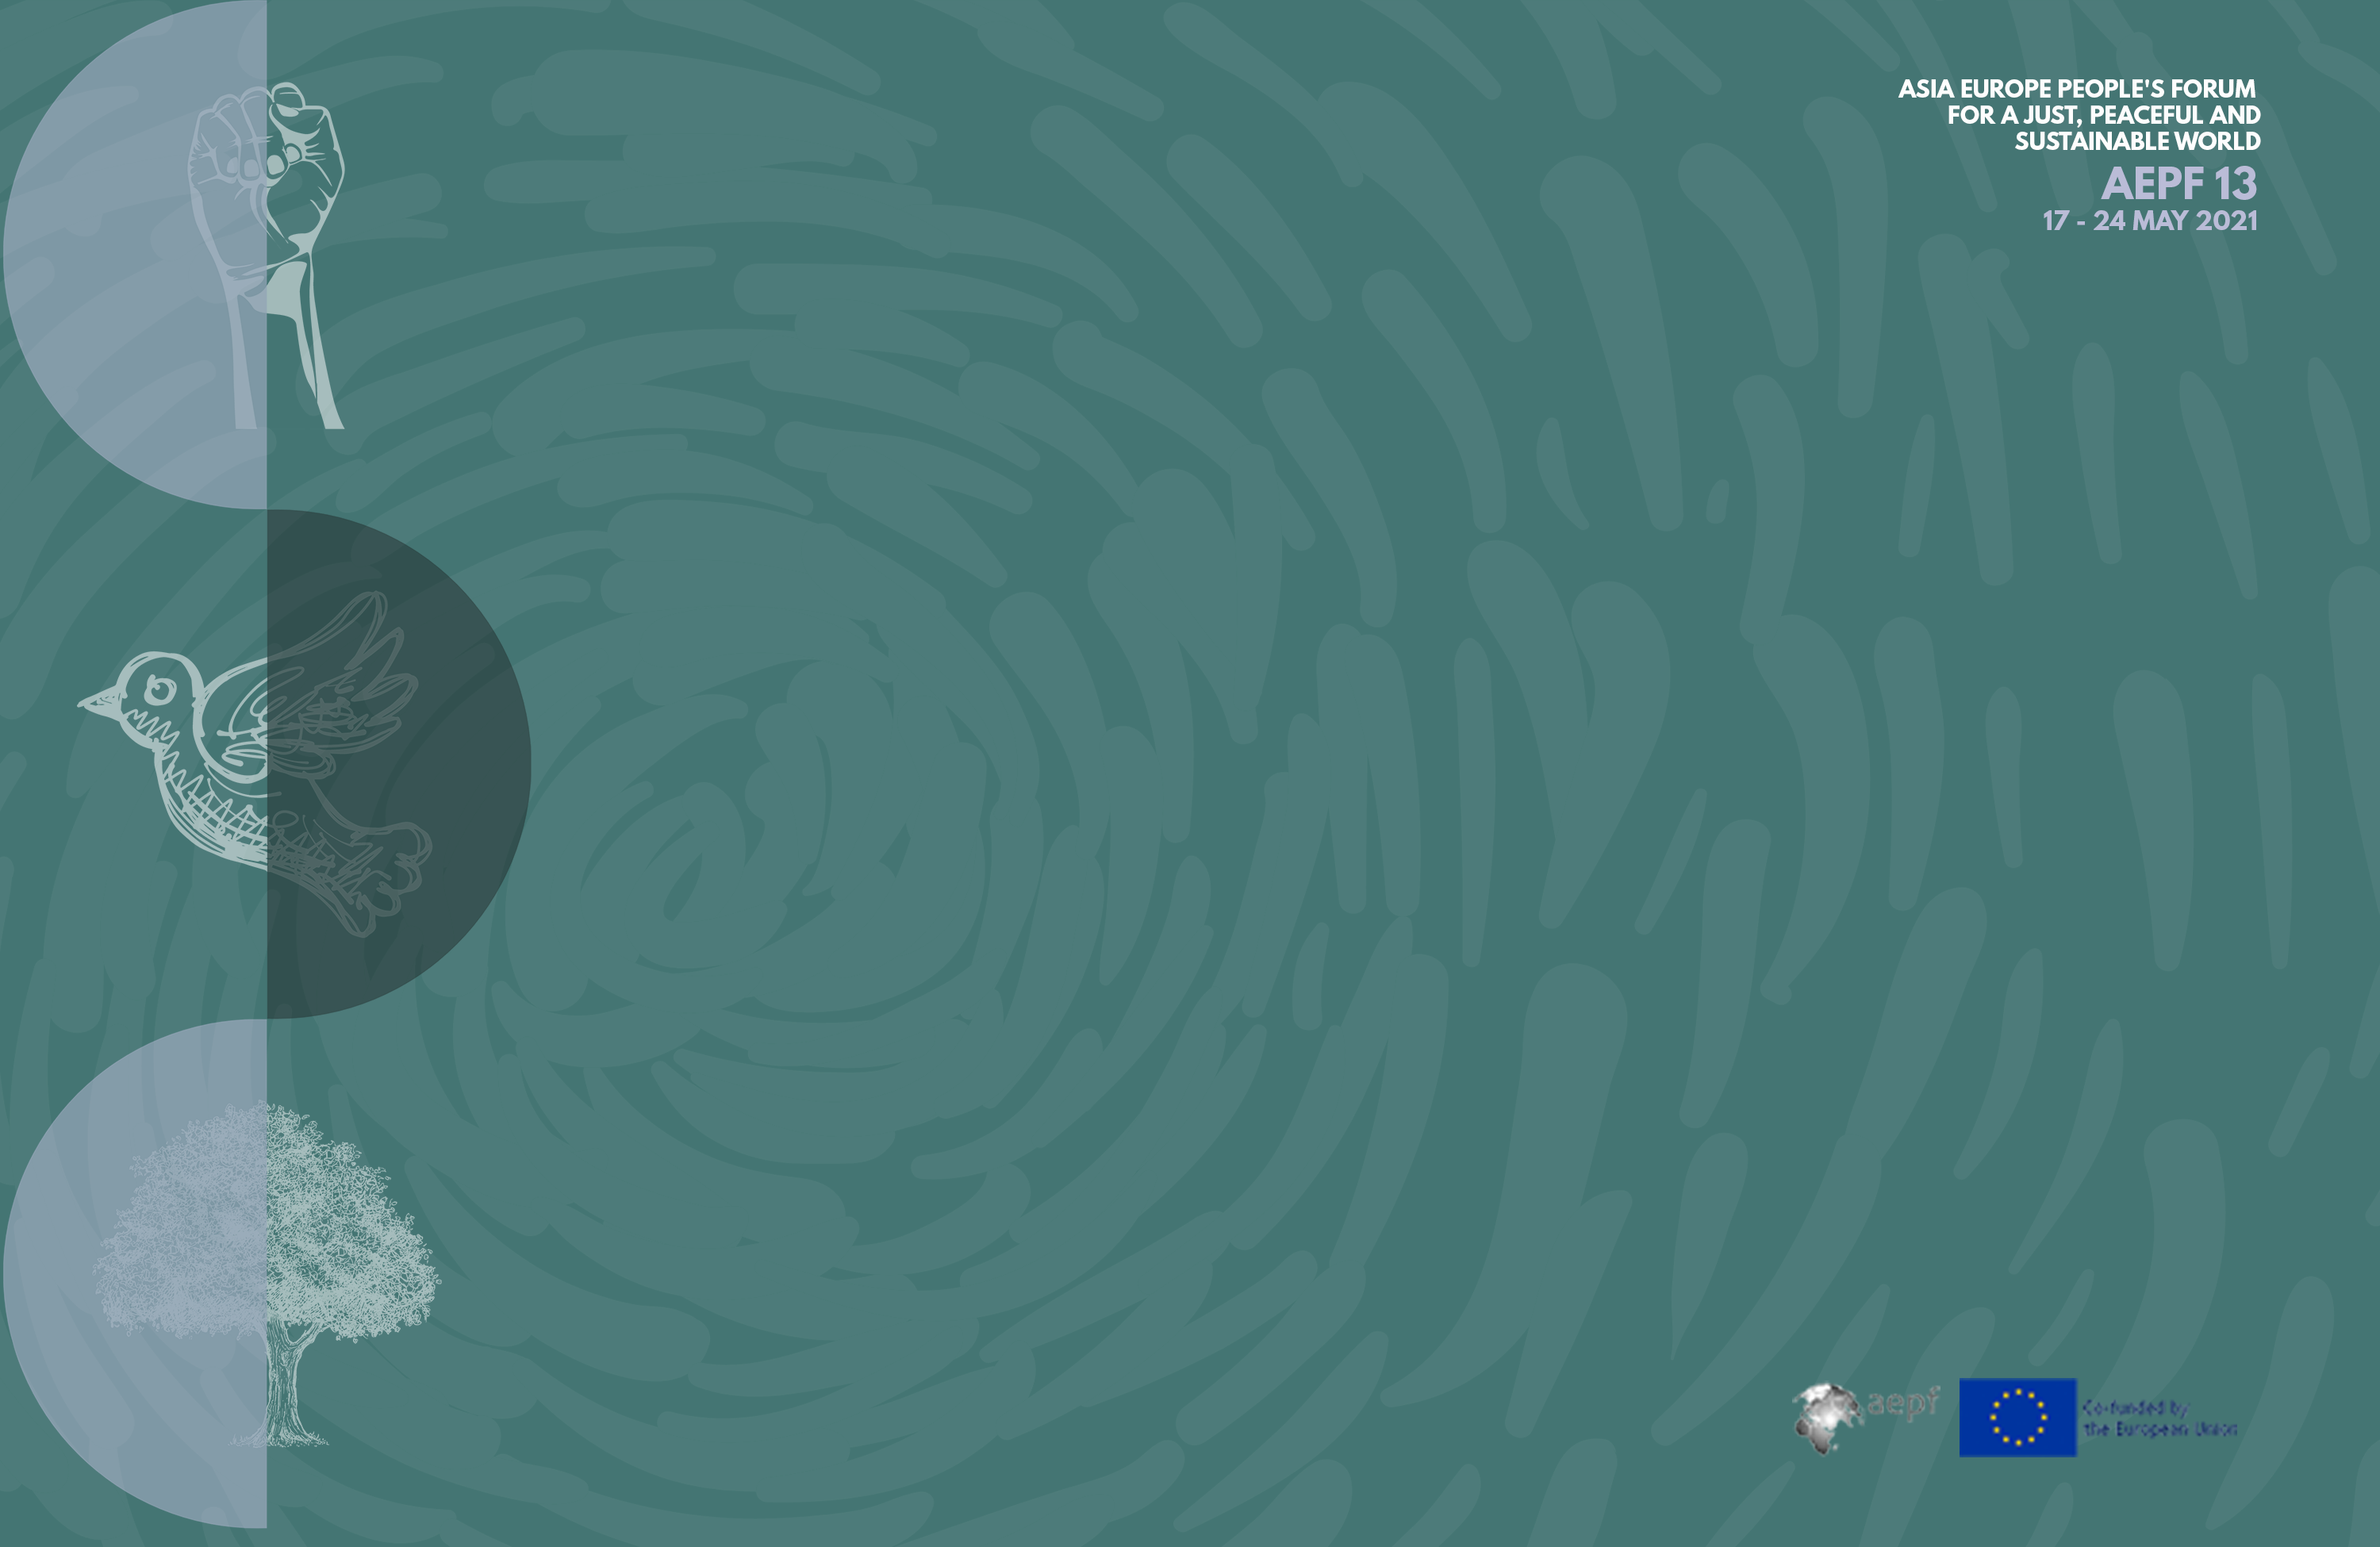 ASIA EUROPE PEOPLE'S FORUM
FOR A JUST, PEACEFUL AND
SUSTAINABLE WORLD
AEPF 13
17 - 24 MAY 2021
aepf
Co-funded by
the European Union